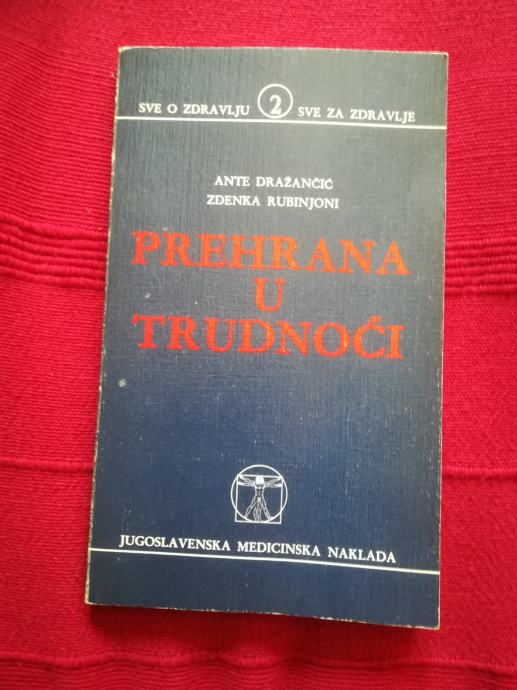 SVE O ZDRAVLJU 2 SVE ZA ZDRAVLJE
ANTE DRAŽANČIĆ
ZDENKA RUBINJONI
PREHRANA
U
TRUDNOĆI
JUGOSLAVENSKA MEDICINSKA NAKLADA